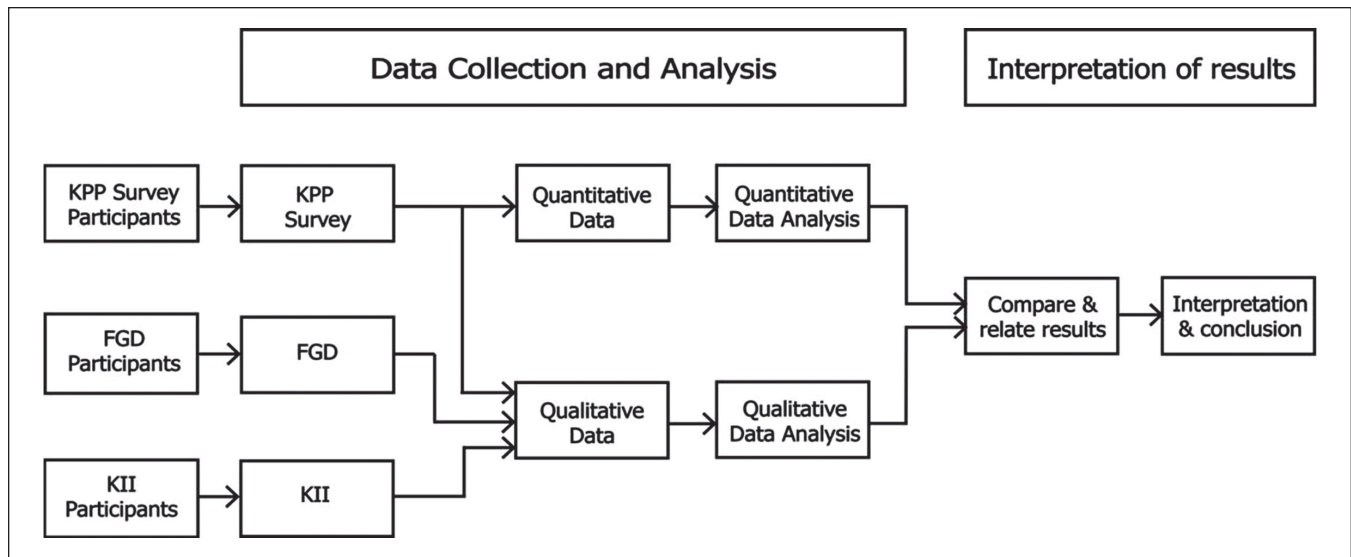 Data Collection and Analysis
Interpretation of results
KPP Survey
Participants
KPP
Survey
Quantitative
Data
Quantitative
Data Analysis
FGD
Participants
FGD
Qualitative
Data
Qualitative
Data Analysis
KII
Participants
KII
Compare &
relate results
Interpretation
& conclusion